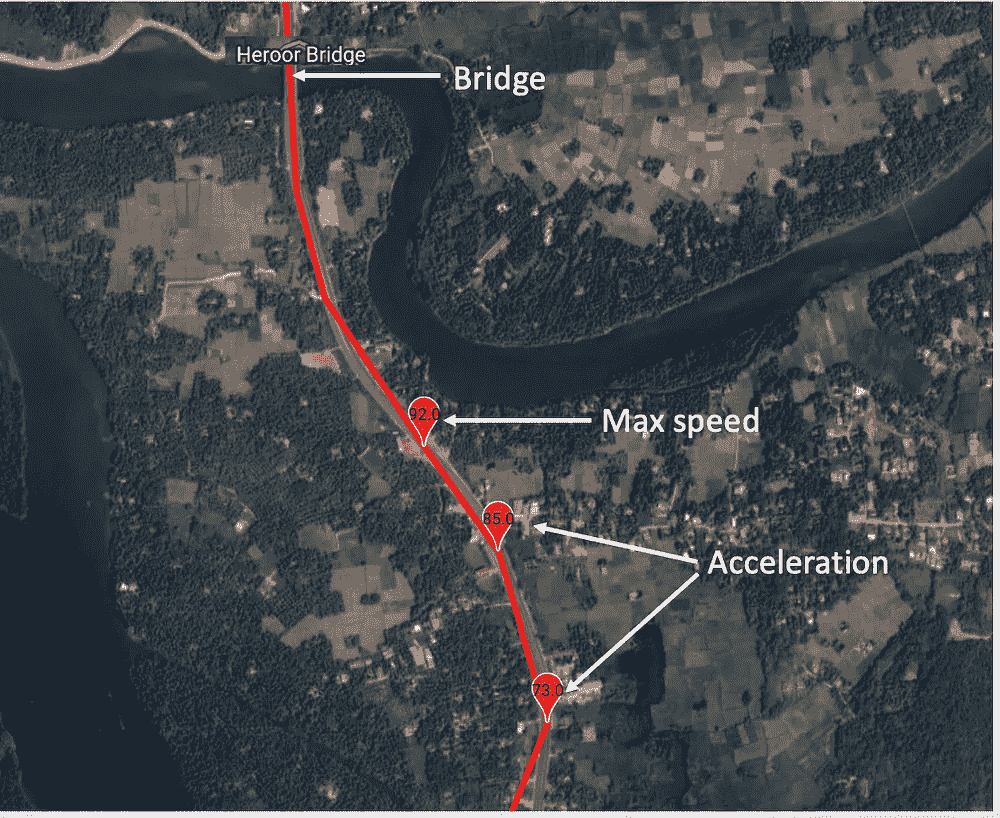 Heroor Bridge
Bridge
92.0
Max speed
85.0
Acceleration
73.0